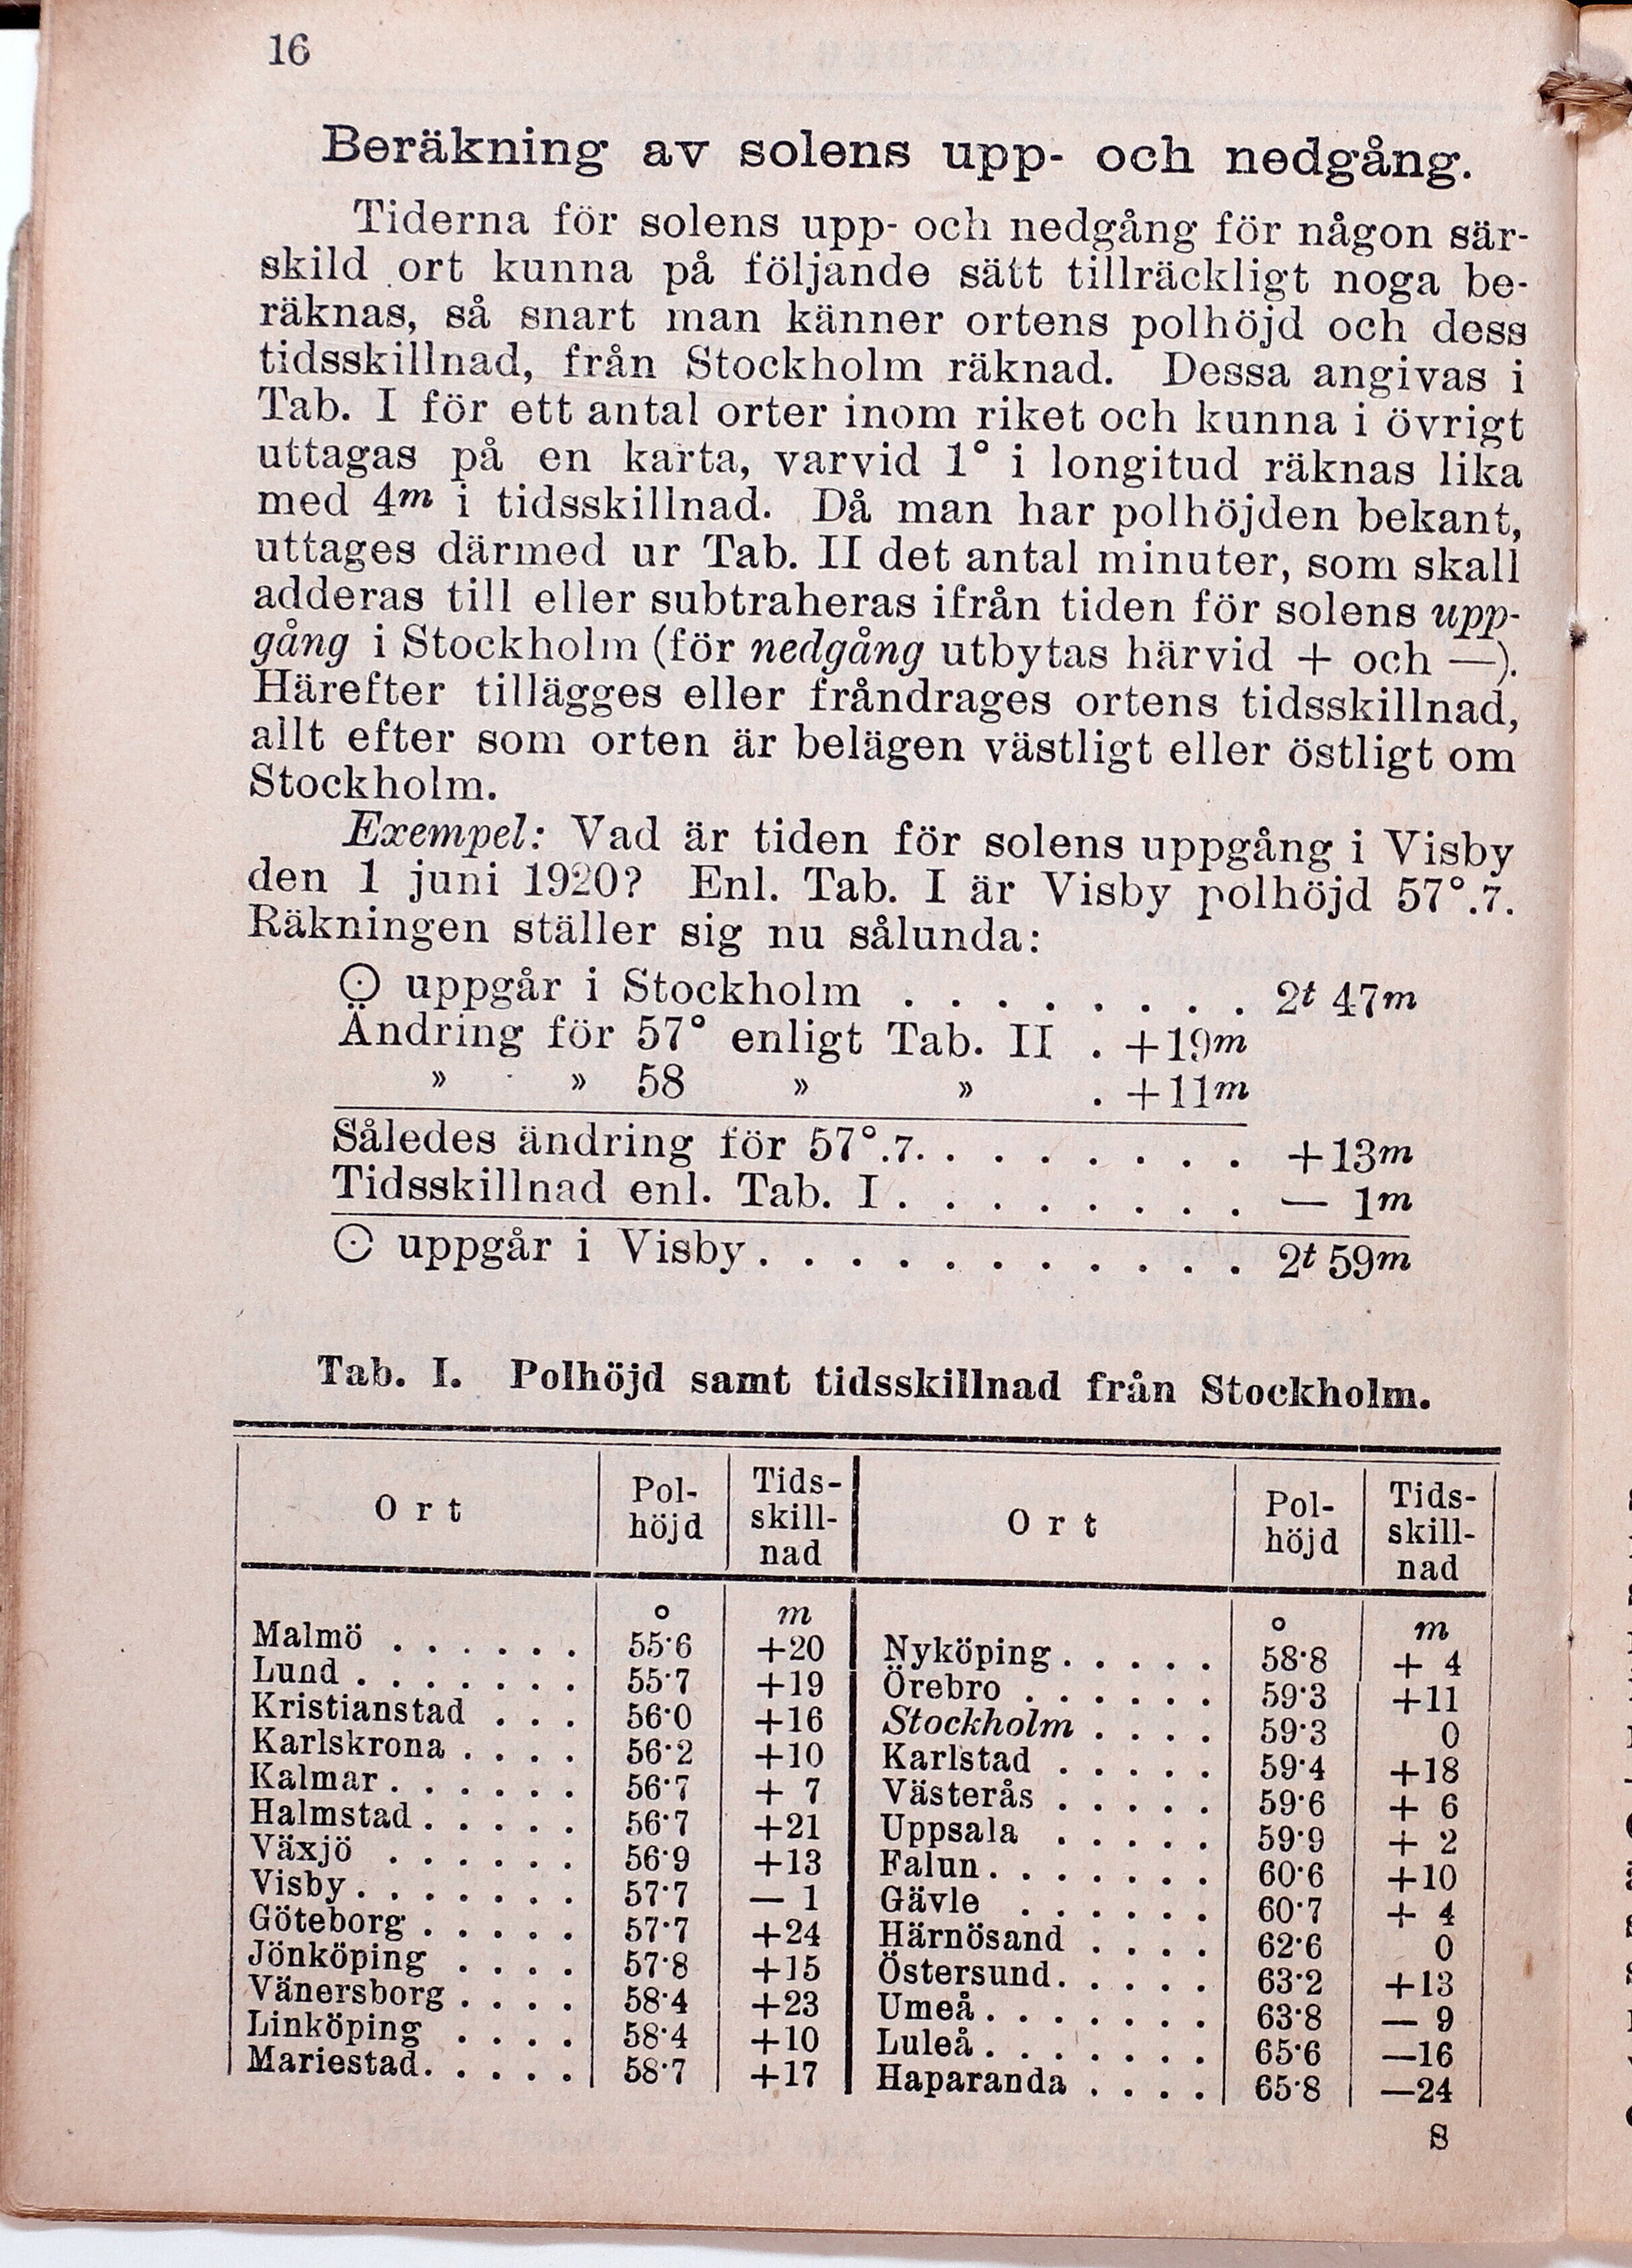 16
Beräkning av solens upp- och nedgång.
Tiderna för solens upp- och nedgång för någon sär-
skild ort kunna på följande sätt tillräckligt noga be-
räknas, så snart man känner ortens polhöjd och dess
tidsskillnad, från Stockholm räknad. Dessa angivas i
Tab. I för ett antal orter inom riket och kunna i övrigt
uttagas på en karta, varvid 1° i longitud räknas lika
med 4m i tidsskillnad. Då man har polhöjden bekant,
uttages därmed ur Tab. II det antal minuter, som skall
adderas till eller subtraheras ifrån tiden för solens upp-
gång i Stockholm (för nedgång utbytas härvid + och —).
Härefter tillägges eller fråndrages ortens tidsskillnad,
allt efter som orten är belägen västligt eller östligt om
Stockholm.
Exempel: Vad är tiden för solens uppgång i Visby
den 1 juni 1920? Enl. Tab. I är Visby polhöjd 57°.7.
Räkningen ställer sig nu sålunda:
☉ uppgår i Stockholm . . . . . . . . 2t 47m
Ändring för 57° enligt Tab. II . +19m
» » 58 » » . +11m
Således ändring för 57°.7. . . . . . . . +13m
Tidsskillnad enl. Tab. I . . . . . . . . — 1m
☉ uppgår i Visby . . . . . . . . . . . 2t 59m
Tab. I. Polhöjd samt tidsskillnad från Stockholm.
Ort Pol-höjd Tids-skill-nad Ort Pol-höjd Tids-skill-nad
° m ° m
Malmö . . . . . . 55·6 +20 Nyköping . . . . . 58·8 + 4
Lund . . . . . . . 55·7 +19 Örebro . . . . . . 59·3 +11
Kristianstad . . . 56·0 +16 Stockholm . . . . 59·3 0
Karlskrona . . . . 56·2 +10 Karlstad . . . . . 59·4 +18
Kalmar . . . . . . 56·7 + 7 Västerås . . . . . 59·6 + 6
Halmstad . . . . . 56·7 +21 Uppsala . . . . . 59·9 + 2
Växjö . . . . . . 56·9 +13 Falun . . . . . . . 60·6 +10
Visby . . . . . . . 57·7 — 1 Gävle . . . . . . 60·7 + 4
Göteborg . . . . . 57·7 +24 Härnösand . . . . 62·6 0
Jönköping . . . . 57·8 +15 Östersund . . . . . 63·2 +13
Vänersborg . . . . 58·4 +23 Umeå . . . . . . . 63·8 — 9
Linköping . . . . 58·4 +10 Luleå . . . . . . . 65·6 —16
Mariestad . . . . . 58·7 +17 Haparanda . . . . 65·8 —24
S